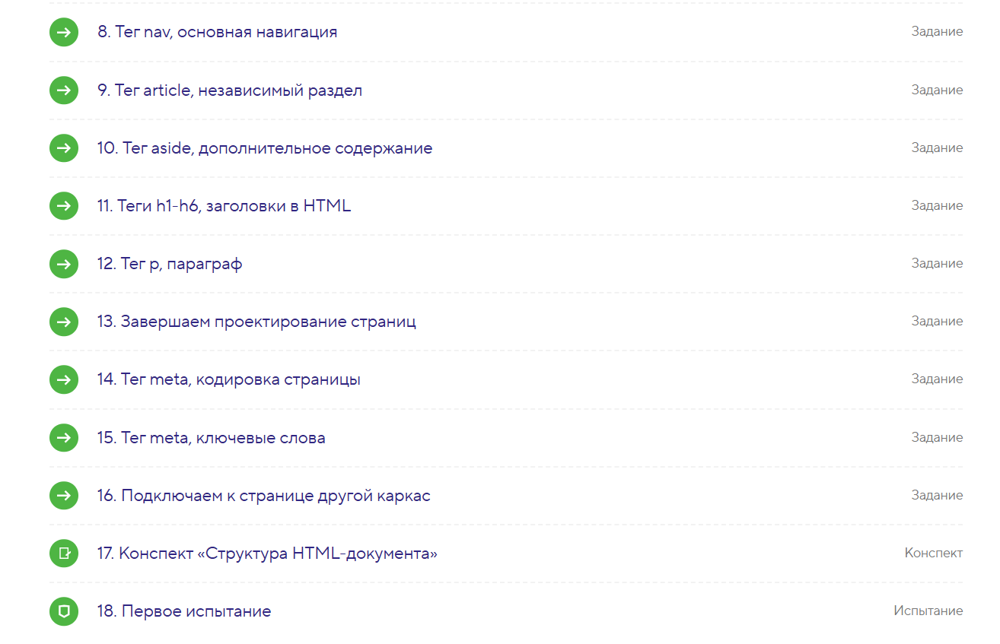 8. Тег nav, основная навигация Задание
9. Тег article, независимый раздел Задание
10. Тег aside, дополнительное содержание Задание
11. Теги h1-h6, заголовки в HTML Задание
12. Тег p, параграф Задание
13. Завершаем проектирование страниц Задание
14. Тег meta, кодировка страницы Задание
15. Тег meta, ключевые слова Задание
16. Подключаем к странице другой каркас Задание
17. Конспект «Структура HTML-документа» Конспект
18. Первое испытание Испытание